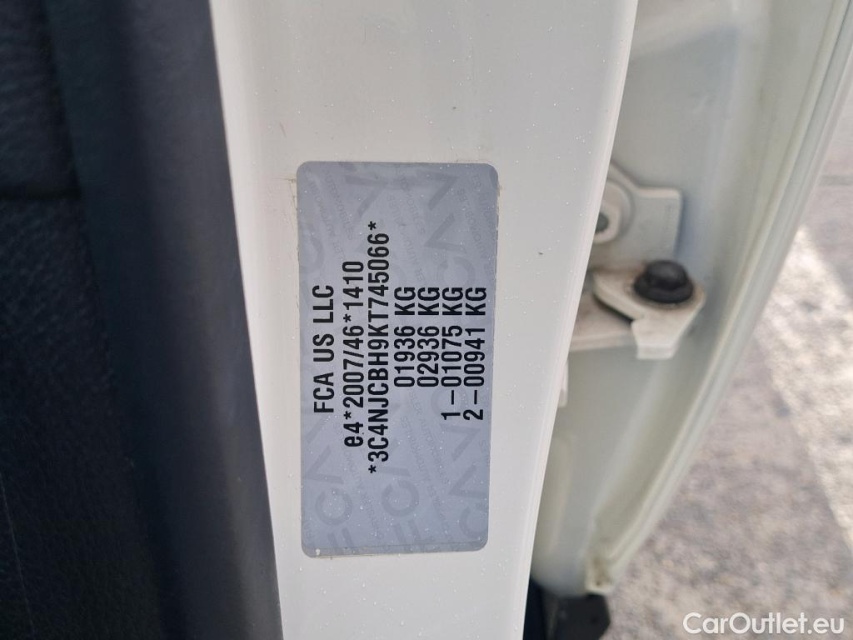 FCA US LLC
e4*2007/46*1410
*3C4NJCBH9KT745066*
01936 KG
02936 KG
1-01075 KG
2-00941 KG
CarOutlet.eu